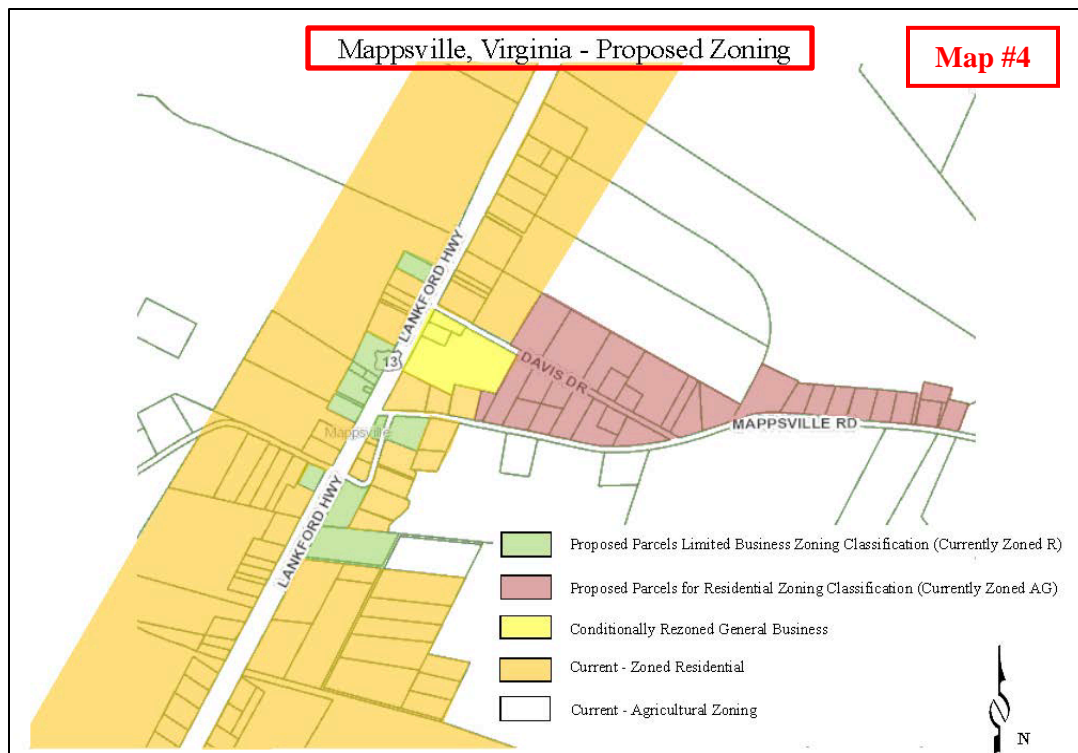 Mappsville, Virginia - Proposed Zoning
Map #4
LANKFORD HWY
LANKFORD HWY
13
DAVIS DR
Mappsville
MAPPSVILLE RD
LANKFORD HWY
Proposed Parcels Limited Business Zoning Classification (Currently Zoned R)
Proposed Parcels for Residential Zoning Classification (Currently Zoned AG)
Conditionally Rezoned General Business
Current - Zoned Residential
Current - Agricultural Zoning
N